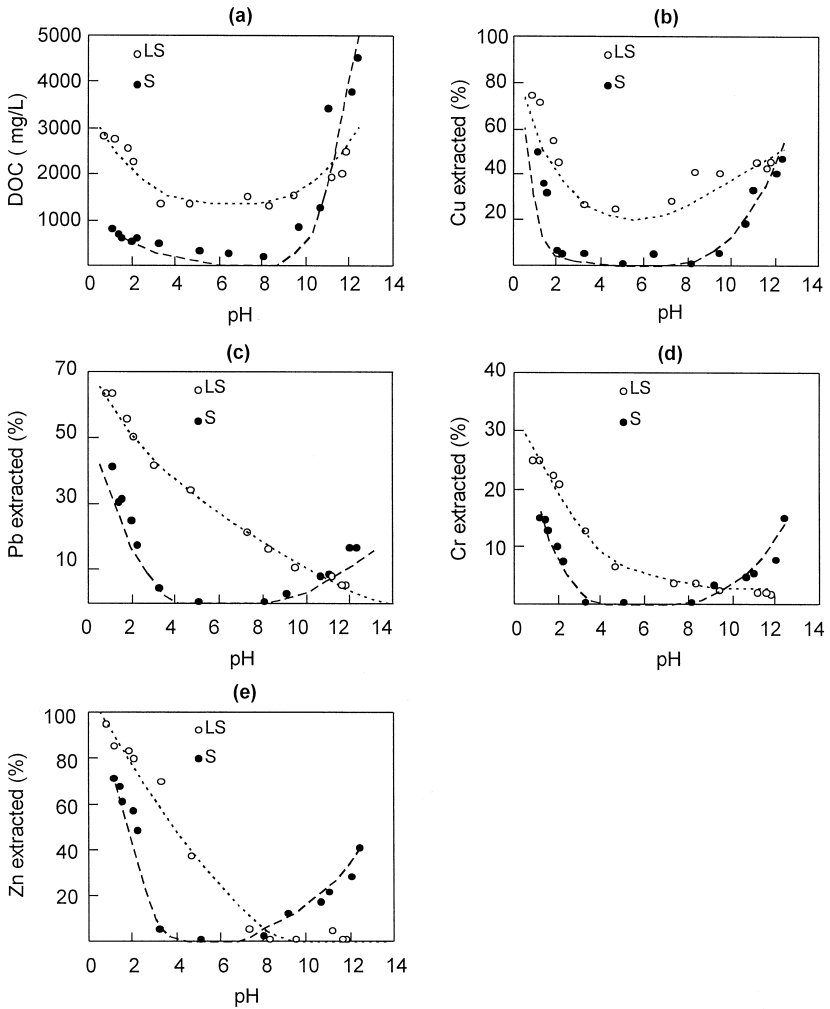 (a)
DOC ( mg/L)
5000
4000
3000
2000
1000
LS
S
0 2 4 6 8 10 12 14
pH
(b)
Cu extracted (%)
100
80
60
40
20
LS
S
0 2 4 6 8 10 12 14
pH
(c)
Pb extracted (%)
70
50
30
10
LS
S
0 2 4 6 8 10 12 14
pH
(d)
Cr extracted (%)
40
30
20
10
LS
S
0 2 4 6 8 10 12 14
pH
(e)
Zn extracted (%)
100
80
60
40
20
LS
S
0 2 4 6 8 10 12 14
pH